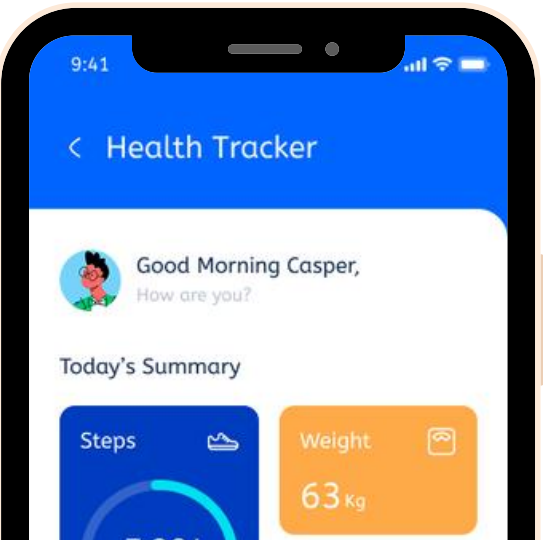 9:41
Health Tracker
Good Morning Casper,
How are you?
Today's Summary
Steps
Weight
63 Kg